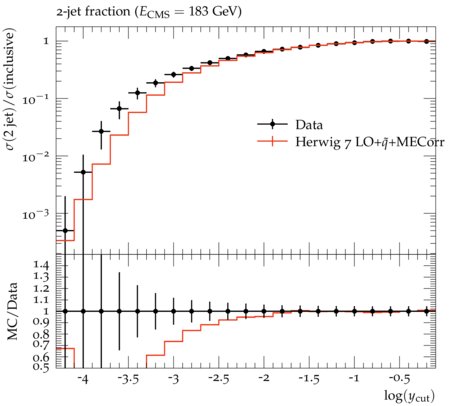 2-jet fraction (E_CMS = 183 GeV)
σ(2 jet)/σ(inclusive)
1
10⁻¹
10⁻²
10⁻³
Data
Herwig 7 LO+q̃+MECorr
MC/Data
1.4
1.3
1.2
1.1
1
0.9
0.8
0.7
0.6
0.5
-4 -3.5 -3 -2.5 -2 -1.5 -1 -0.5
log(y_cut)